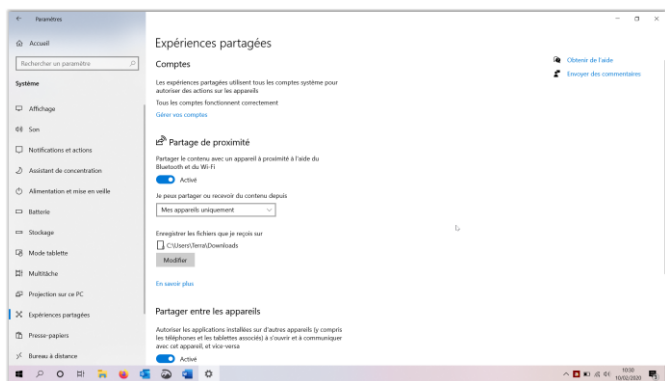 Paramètres
Accueil
Rechercher un paramètre
Système
Affichage
Son
Notifications et actions
Assistant de concentration
Alimentation et mise en veille
Batterie
Stockage
Mode tablette
Multitâche
Projection sur ce PC
Expériences partagées
Presse-papiers
Bureau à distance
Expériences partagées
Comptes
Les expériences partagées utilisent tous les comptes système pour
autoriser des actions sur les appareils
Tous les comptes fonctionnent correctement
Gérer vos comptes
Partage de proximité
Partager le contenu avec un appareil à proximité à l'aide du
Bluetooth et du Wi-Fi
Activé
Je peux partager ou recevoir du contenu depuis
Mes appareils uniquement
Enregistrer les fichiers que je reçois sur
C:\Users\Terra\Downloads
Modifier
En savoir plus
Partager entre les appareils
Autoriser les applications installées sur d'autres appareils (y compris
les téléphones et les tablettes associés) à s'ouvrir et à communiquer
avec cet appareil, et vice-versa
Activé
Obtenir de l'aide
Envoyer des commentaires
10/02/2020